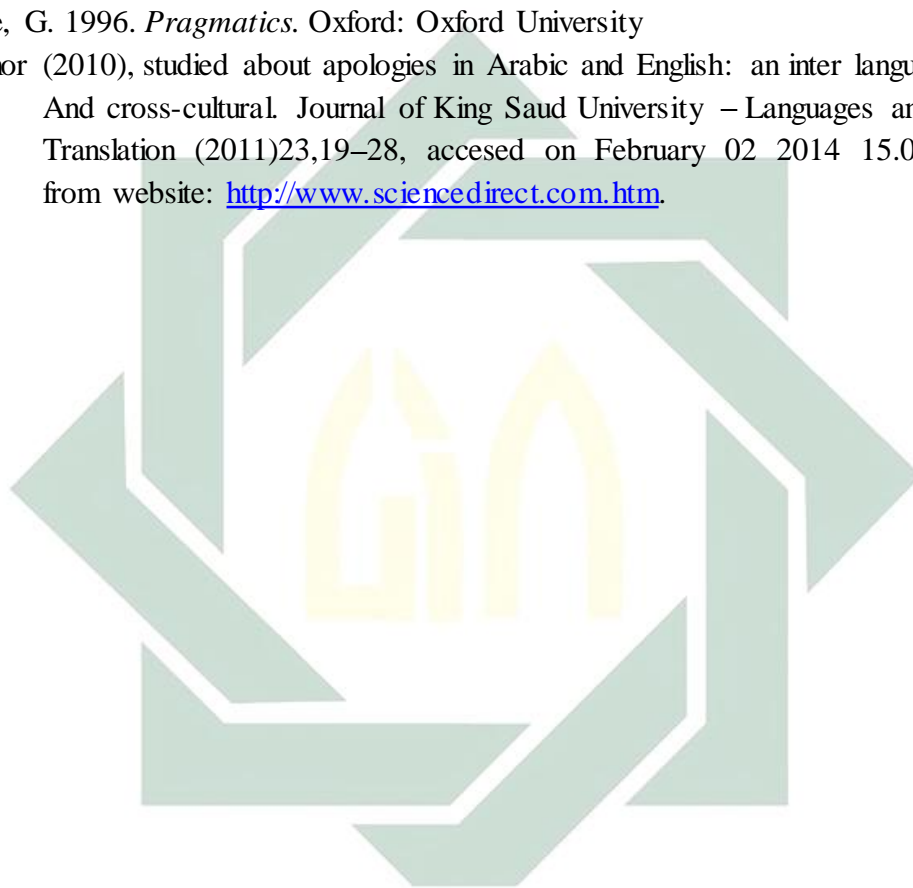 e, G. 1996. Pragmatics. Oxford: Oxford University
nor (2010), studied about apologies in Arabic and English: an inter langu
And cross-cultural. Journal of King Saud University – Languages an
Translation (2011)23,19–28, accesed on February 02 2014 15.0
from website: http://www.sciencedirect.com.htm.